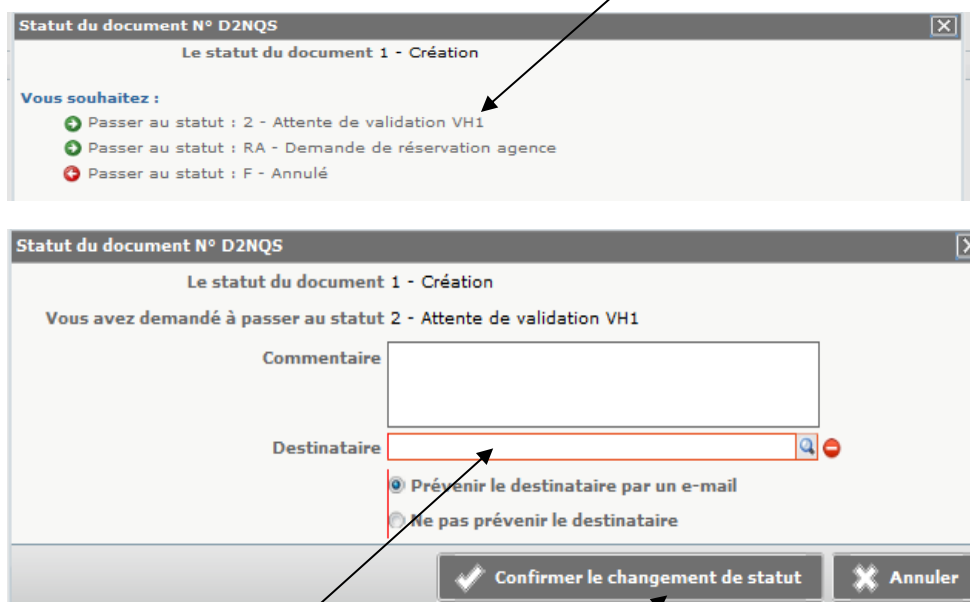 Statut du document N° D2NQS
Le statut du document 1 - Création
Vous souhaitez :
Passer au statut : 2 - Attente de validation VH1
Passer au statut : RA - Demande de réservation agence
Passer au statut : F - Annulé
Statut du document N° D2NQS
Le statut du document 1 - Création
Vous avez demandé à passer au statut 2 - Attente de validation VH1
Commentaire
Destinataire
Prévenir le destinataire par un e-mail
Ne pas prévenir le destinataire
Confirmer le changement de statut Annuler